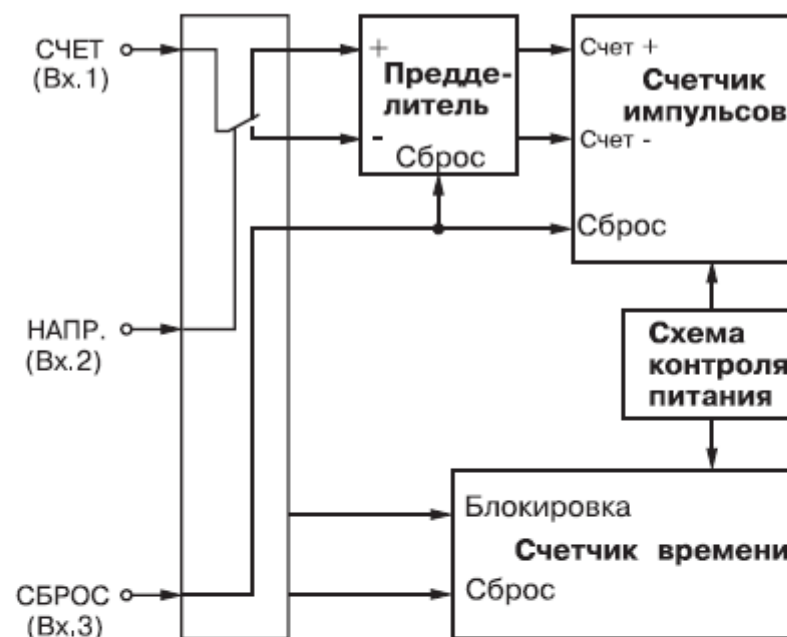 СЧЕТ
(Вх.1)
НАПР.
(Вх.2)
СБРОС
(Вх,3)
+
Предде-
литель
-
Сброс
Счет +
Счетчик
импульсов
Счет -
Сброс
Схема
контроля
питания
Блокировка
Счетчик времени
Сброс